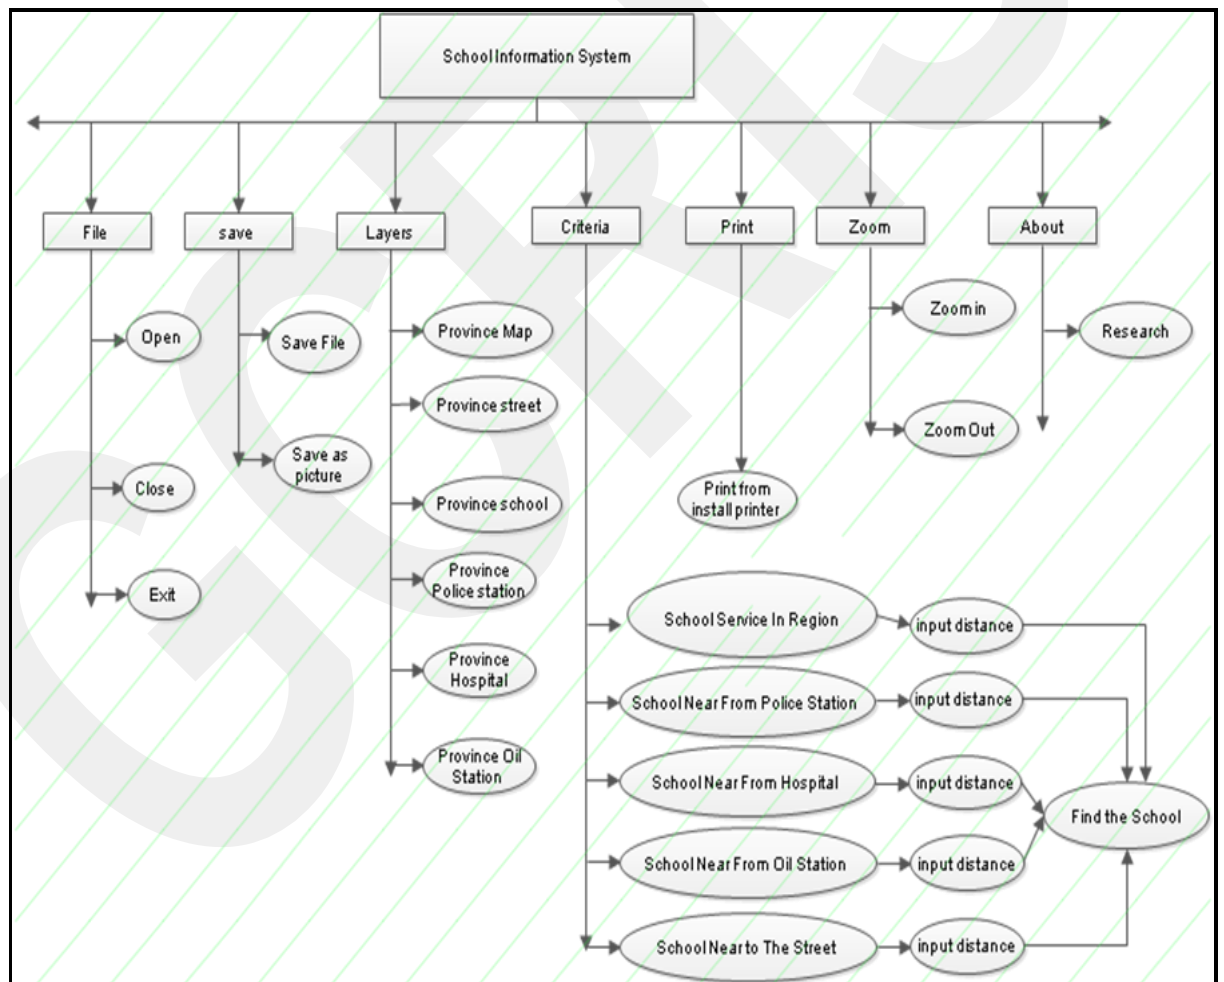 School Information System
File
save
Layers
Criteria
Print
Zoom
About
Open
Close
Exit
Save File
Save as
picture
Province Map
Province street
Province school
Province
Police station
Province
Hospital
Province Oil
Station
School Service In Region
input distance
School Near From Police Station
input distance
School Near From Hospital
input distance
School Near From Oil Station
input distance
School Near to The Street
input distance
Find the School
Print from
install printer
Zoom in
Zoom Out
Research